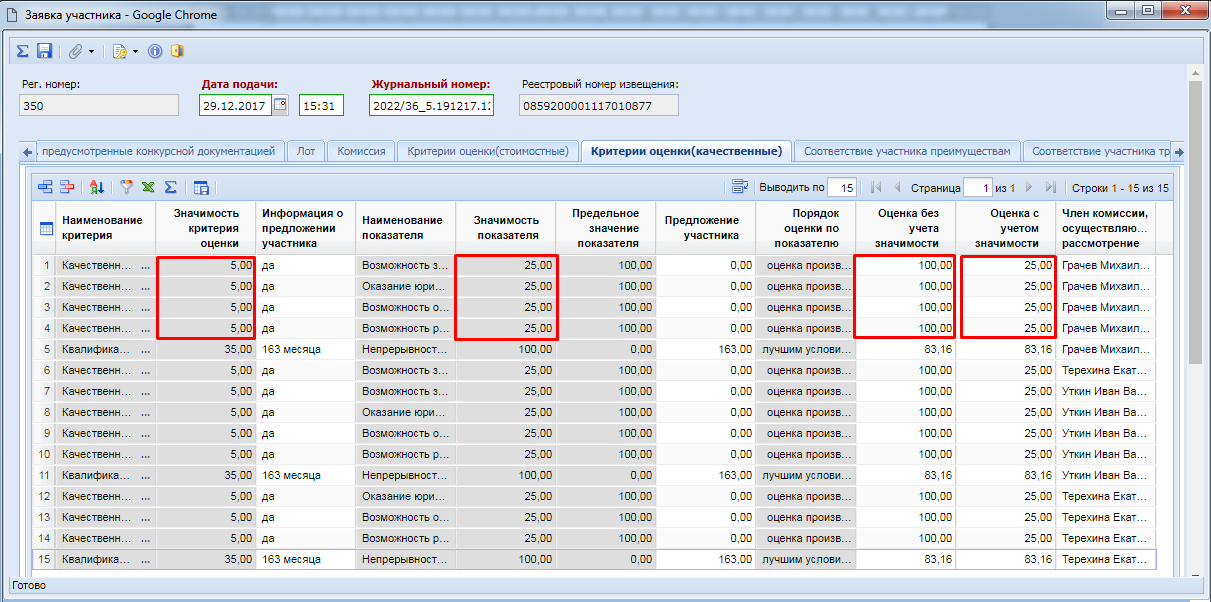 Заявка участника - Google Chrome
Рег. номер: Дата подачи: Журнальный номер: Реестровый номер извещения:
350 29.12.2017 15:31 2022/36_5.191217.12 0859200001117010877
, предусмотренные конкурсной документацией Лот Комиссия Критерии оценки(стоимостные) Критерии оценки(качественные) Соответствие участника преимуществам Соответствие участника тр
Выводить по 15 Страница 1 из 1 Строки 1 - 15 из 15
Наименование критерия Значимость критерия оценки Информация о предложении участника Наименование показателя Значимость показателя Предельное значение показателя Предложение участника Порядок оценки по показателю Оценка без учета значимости Оценка с учетом значимости Член комиссии, осуществляю... рассмотрение
1 Качественн... ... 5,00 да Возможность з... 25,00 100,00 0,00 оценка произв... 100,00 25,00 Грачев Михаил...
2 Качественн... ... 5,00 да Оказание юри... 25,00 100,00 0,00 оценка произв... 100,00 25,00 Грачев Михаил...
3 Качественн... ... 5,00 да Возможность о... 25,00 100,00 0,00 оценка произв... 100,00 25,00 Грачев Михаил...
4 Качественн... ... 5,00 да Возможность р... 25,00 100,00 0,00 оценка произв... 100,00 25,00 Грачев Михаил...
5 Квалифика... ... 35,00 163 месяца Непрерывност... 100,00 0,00 163,00 лучшим услови... 83,16 83,16 Грачев Михаил...
6 Качественн... ... 5,00 да Возможность з... 25,00 100,00 0,00 оценка произв... 100,00 25,00 Терехина Екат...
7 Качественн... ... 5,00 да Возможность з... 25,00 100,00 0,00 оценка произв... 100,00 25,00 Уткин Иван Ва...
8 Качественн... ... 5,00 да Оказание юри... 25,00 100,00 0,00 оценка произв... 100,00 25,00 Уткин Иван Ва...
9 Качественн... ... 5,00 да Возможность о... 25,00 100,00 0,00 оценка произв... 100,00 25,00 Уткин Иван Ва...
10 Качественн... ... 5,00 да Возможность р... 25,00 100,00 0,00 оценка произв... 100,00 25,00 Уткин Иван Ва...
11 Квалифика... ... 35,00 163 месяца Непрерывност... 100,00 0,00 163,00 лучшим услови... 83,16 83,16 Уткин Иван Ва...
12 Качественн... ... 5,00 да Оказание юри... 25,00 100,00 0,00 оценка произв... 100,00 25,00 Терехина Екат...
13 Качественн... ... 5,00 да Возможность о... 25,00 100,00 0,00 оценка произв... 100,00 25,00 Терехина Екат...
14 Качественн... ... 5,00 да Возможность р... 25,00 100,00 0,00 оценка произв... 100,00 25,00 Терехина Екат...
15 Квалифика... ... 35,00 163 месяца Непрерывност... 100,00 0,00 163,00 лучшим услови... 83,16 83,16 Терехина Екат...
Готово